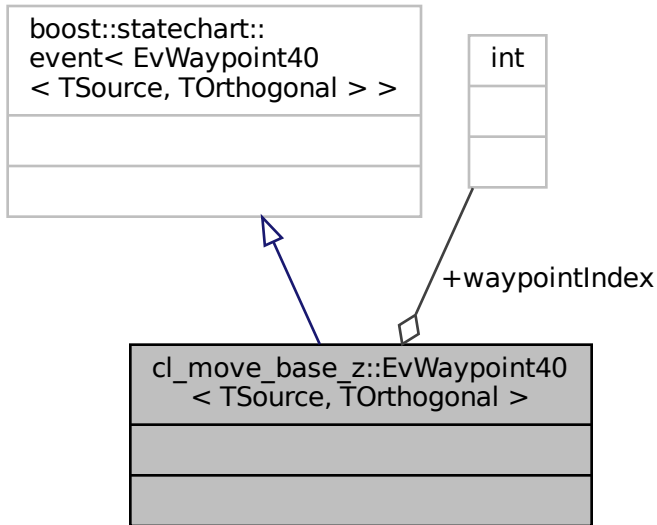 boost::statechart::
event< EvWaypoint40
< TSource, TOrthogonal > >
int
+waypointIndex
cl_move_base_z::EvWaypoint40
< TSource, TOrthogonal >